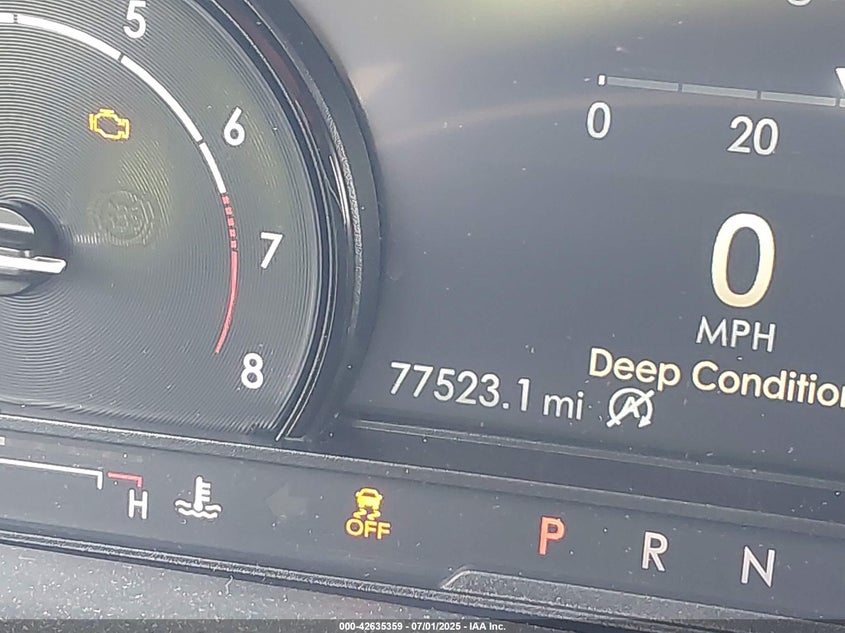 5
6
7
8
0 20
0
MPH
Deep Condition
77523.1 mi
H
OFF
P R N
000-42635359 - 07/01/2025 - IAA Inc.